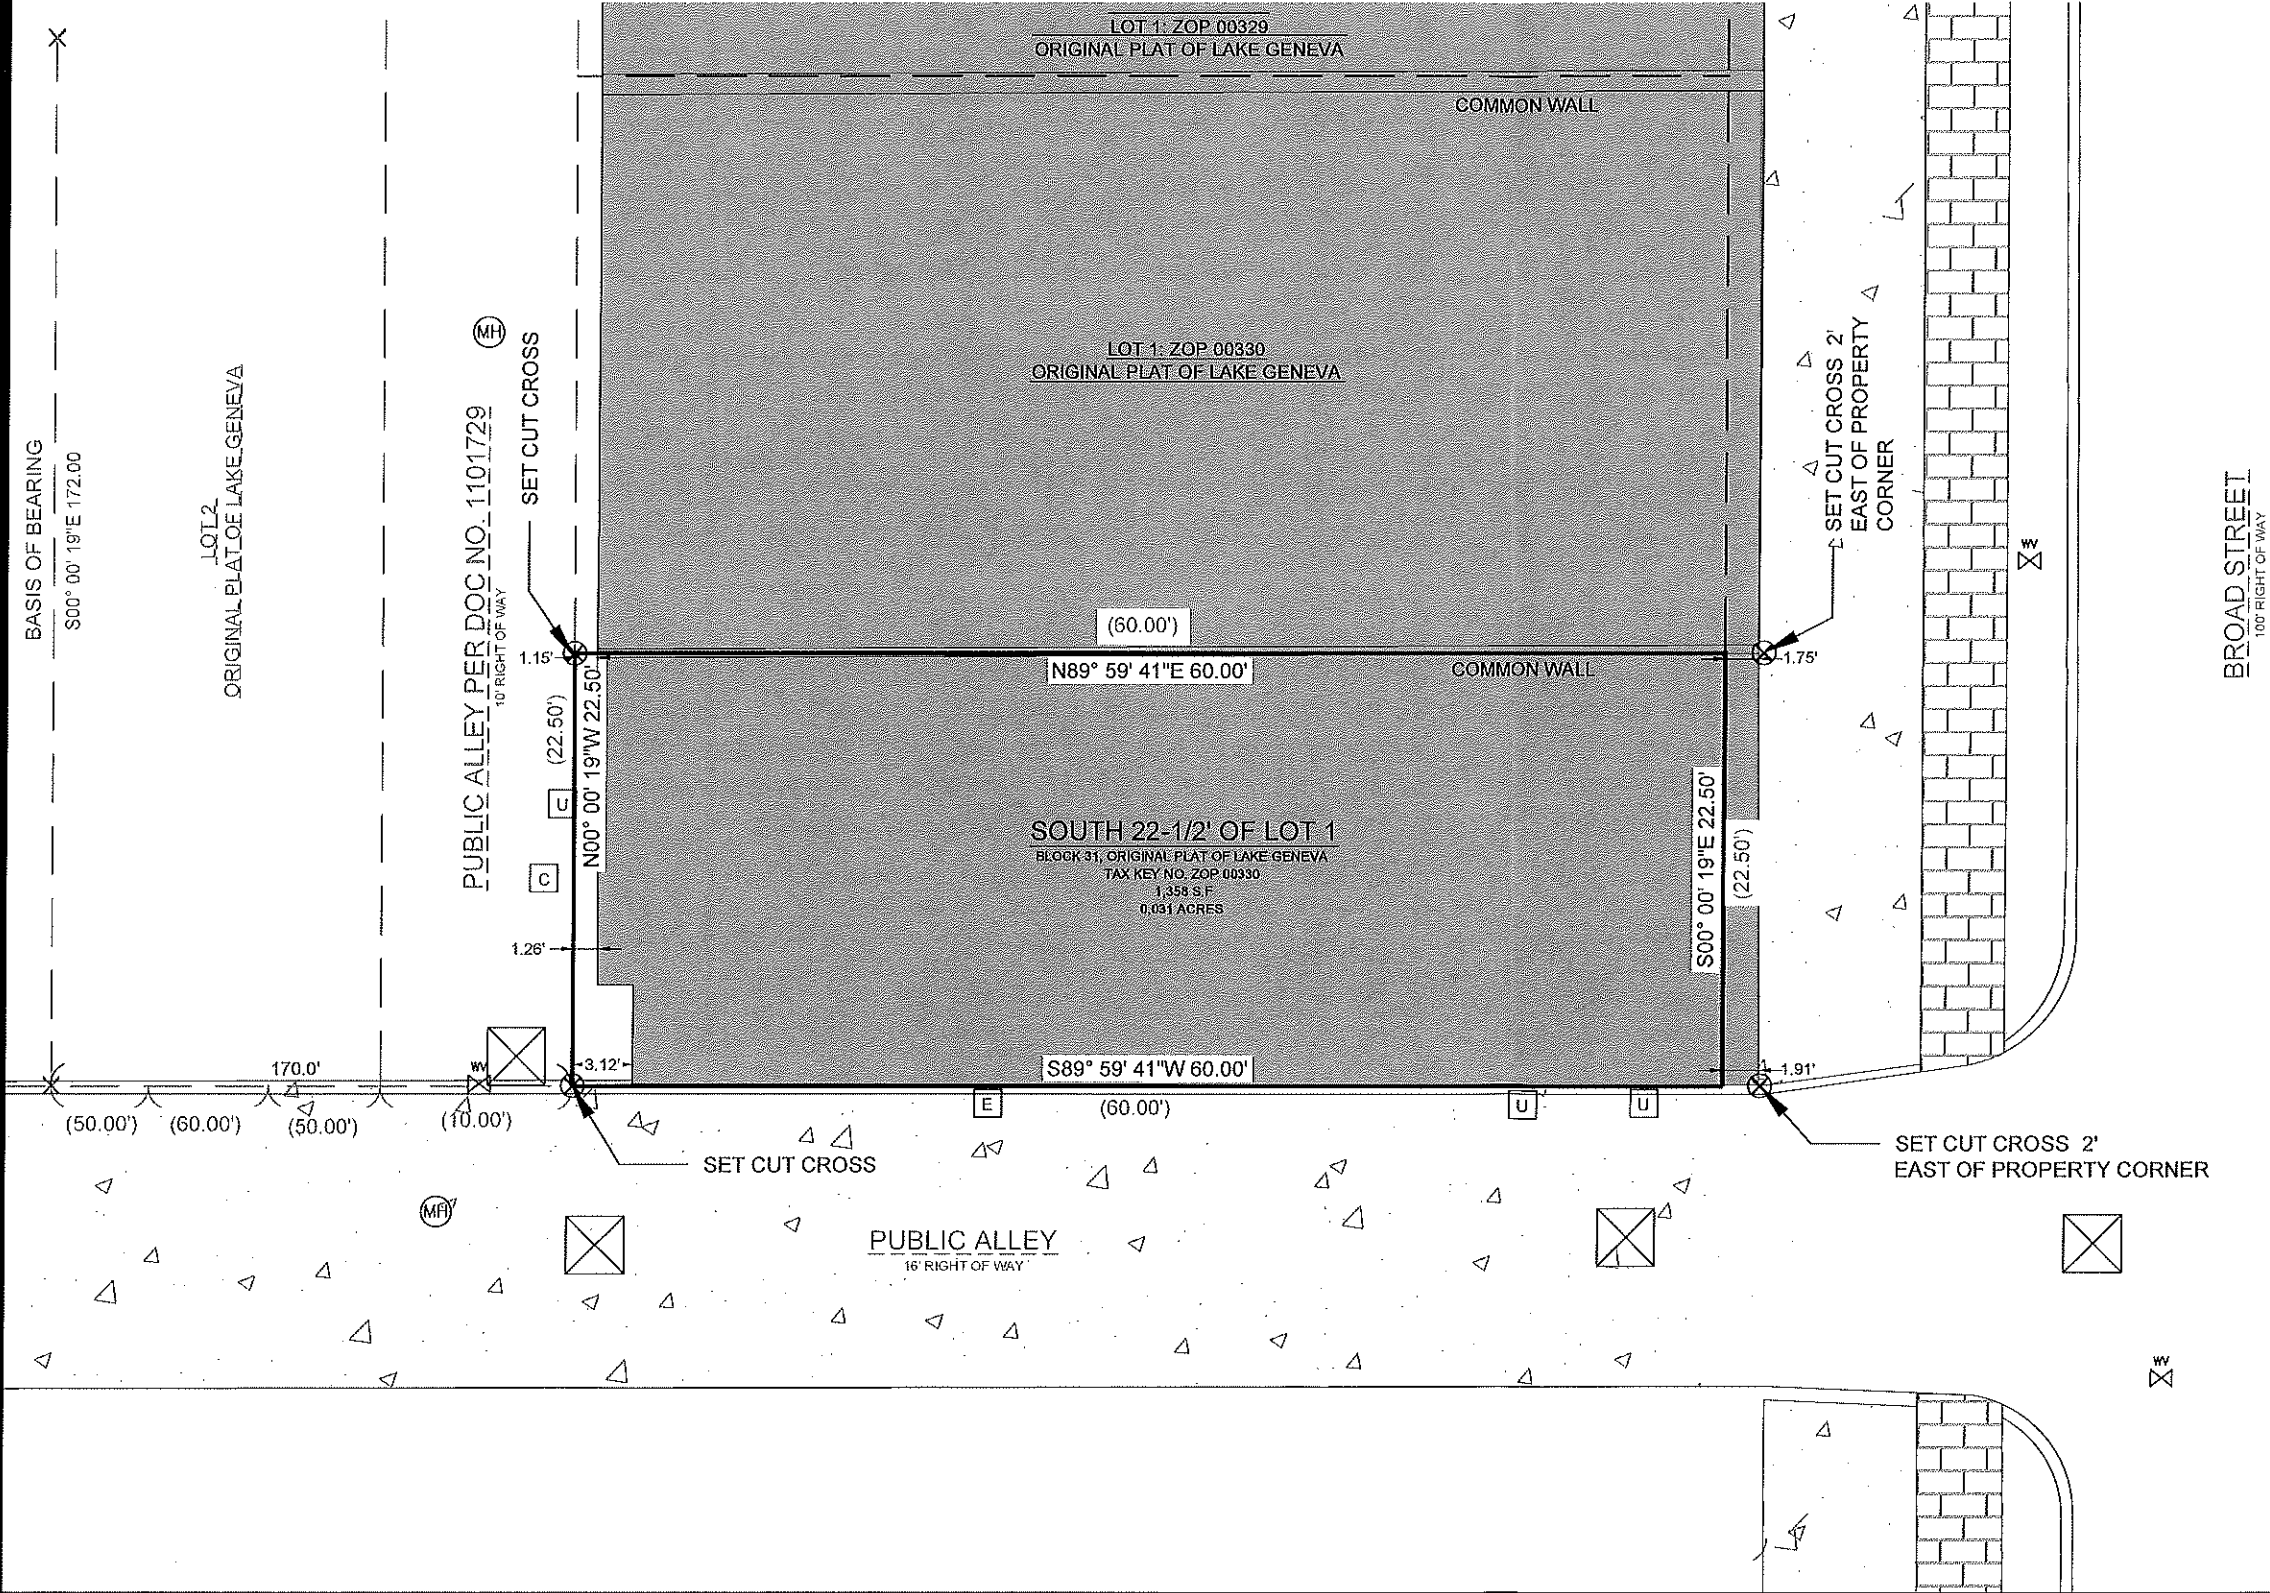 LOT 1: ZOP 00329
ORIGINAL PLAT OF LAKE GENEVA
COMMON WALL
MH
SET CUT CROSS
LOT 1: ZOP 00330
ORIGINAL PLAT OF LAKE GENEVA
SET CUT CROSS 2'
EAST OF PROPERTY
CORNER
BASIS OF BEARING
S00° 00' 19"E 172.00
LOT 2
ORIGINAL PLAT OF LAKE GENEVA
PUBLIC ALLEY PER DOC NO. 1101729
10' RIGHT OF WAY
WV
BROAD STREET
100' RIGHT OF WAY
(60.00')
1.15'
N89° 59' 41"E 60.00'
COMMON WALL
1.75'
(22.50')
N00° 00' 19"W 22.50'
U
C
SOUTH 22-1/2' OF LOT 1
BLOCK 31, ORIGINAL PLAT OF LAKE GENEVA
TAX KEY NO. ZOP 00330
1,358 S.F
0.031 ACRES
S00° 00' 19"E 22.50'
(22.50')
1.26'
170.0'
WV
3.12'
S89° 59' 41"W 60.00'
1.91'
(50.00')
(60.00')
(50.00')
(10.00')
E
(60.00')
U
U
SET CUT CROSS
SET CUT CROSS 2'
EAST OF PROPERTY CORNER
MH
PUBLIC ALLEY
16' RIGHT OF WAY
WV